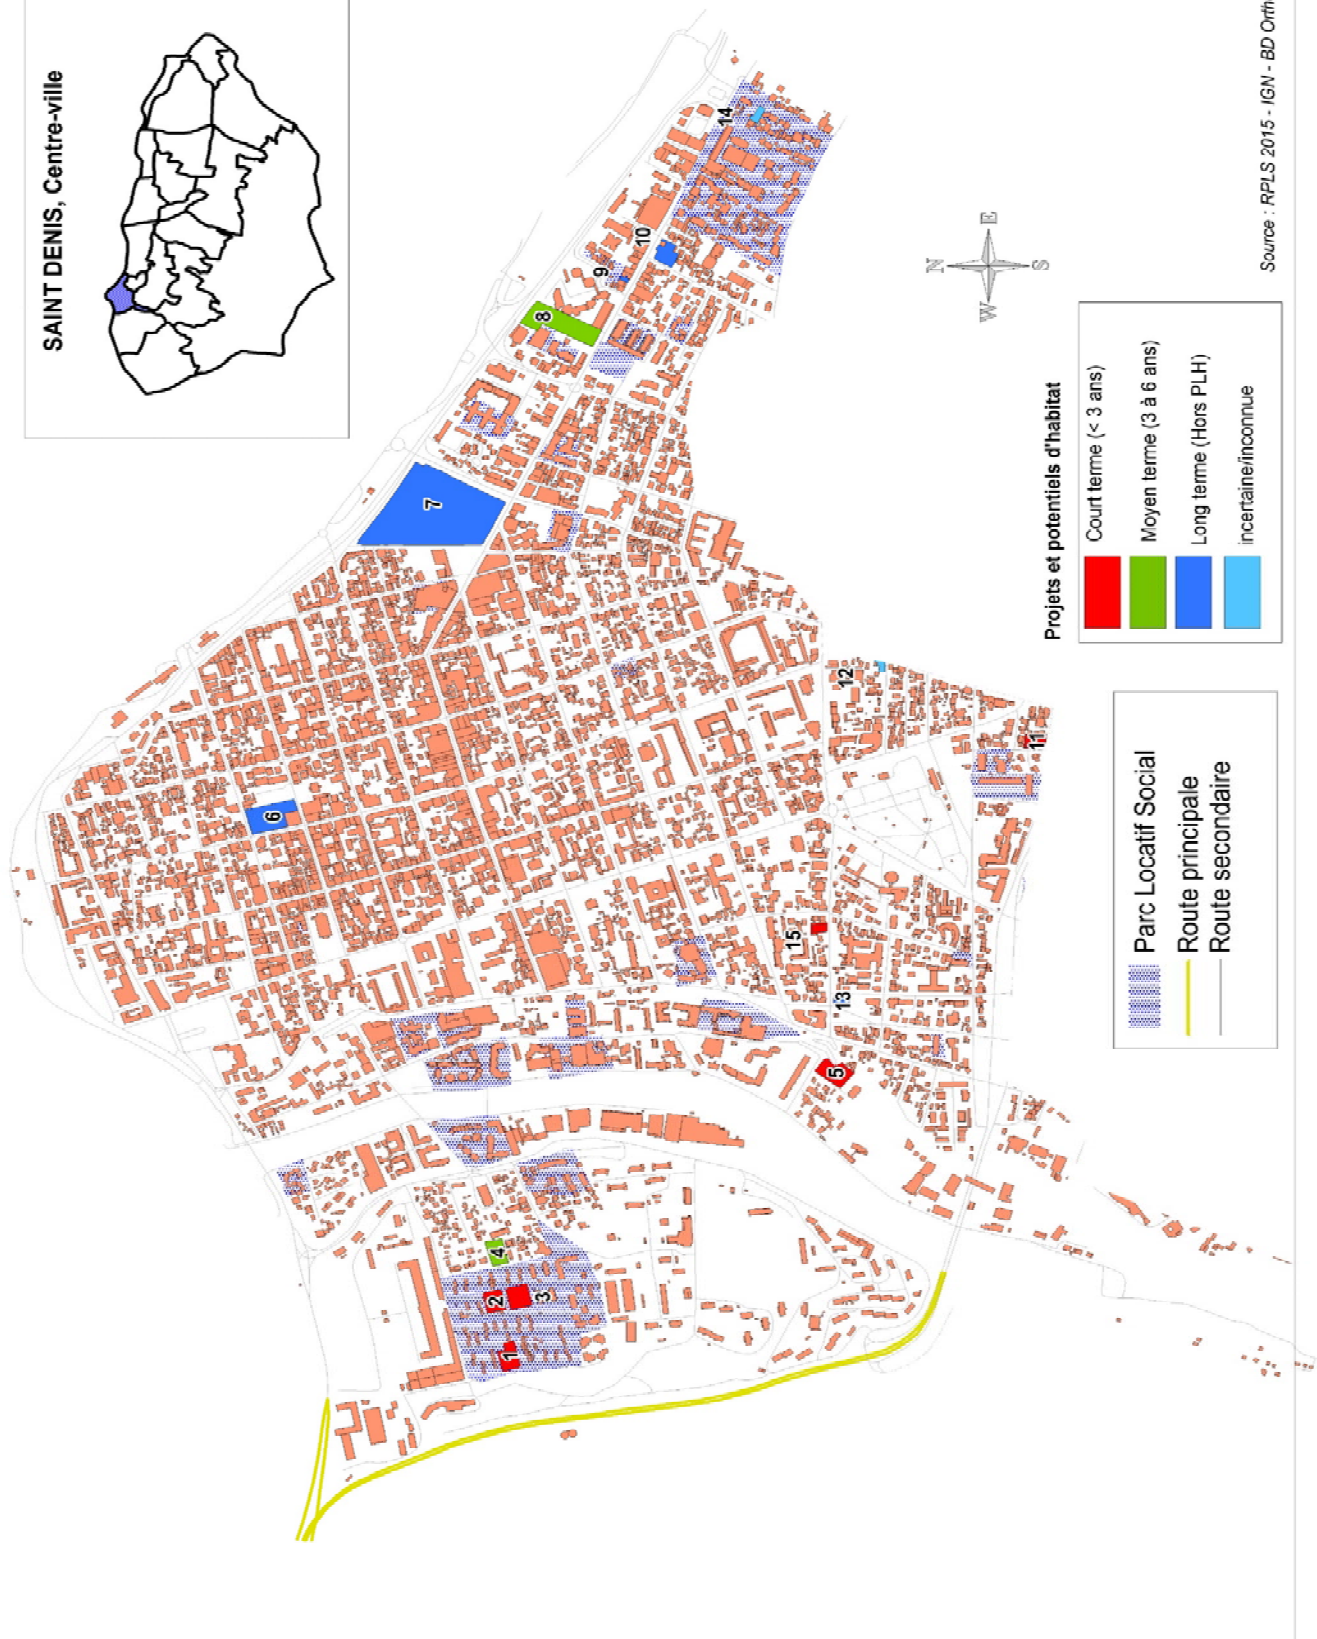 SAINT DENIS, Centre-ville
14
10
9
8
7
6
12
11
15
13
5
4
2
3
1
N
W
E
S
Projets et potentiels d'habitat
Court terme (< 3 ans)
Moyen terme (3 à 6 ans)
Long terme (Hors PLH)
incertaine/inconnue
Parc Locatif Social
Route principale
Route secondaire
Source : RPLS 2015 - IGN - BD Orth